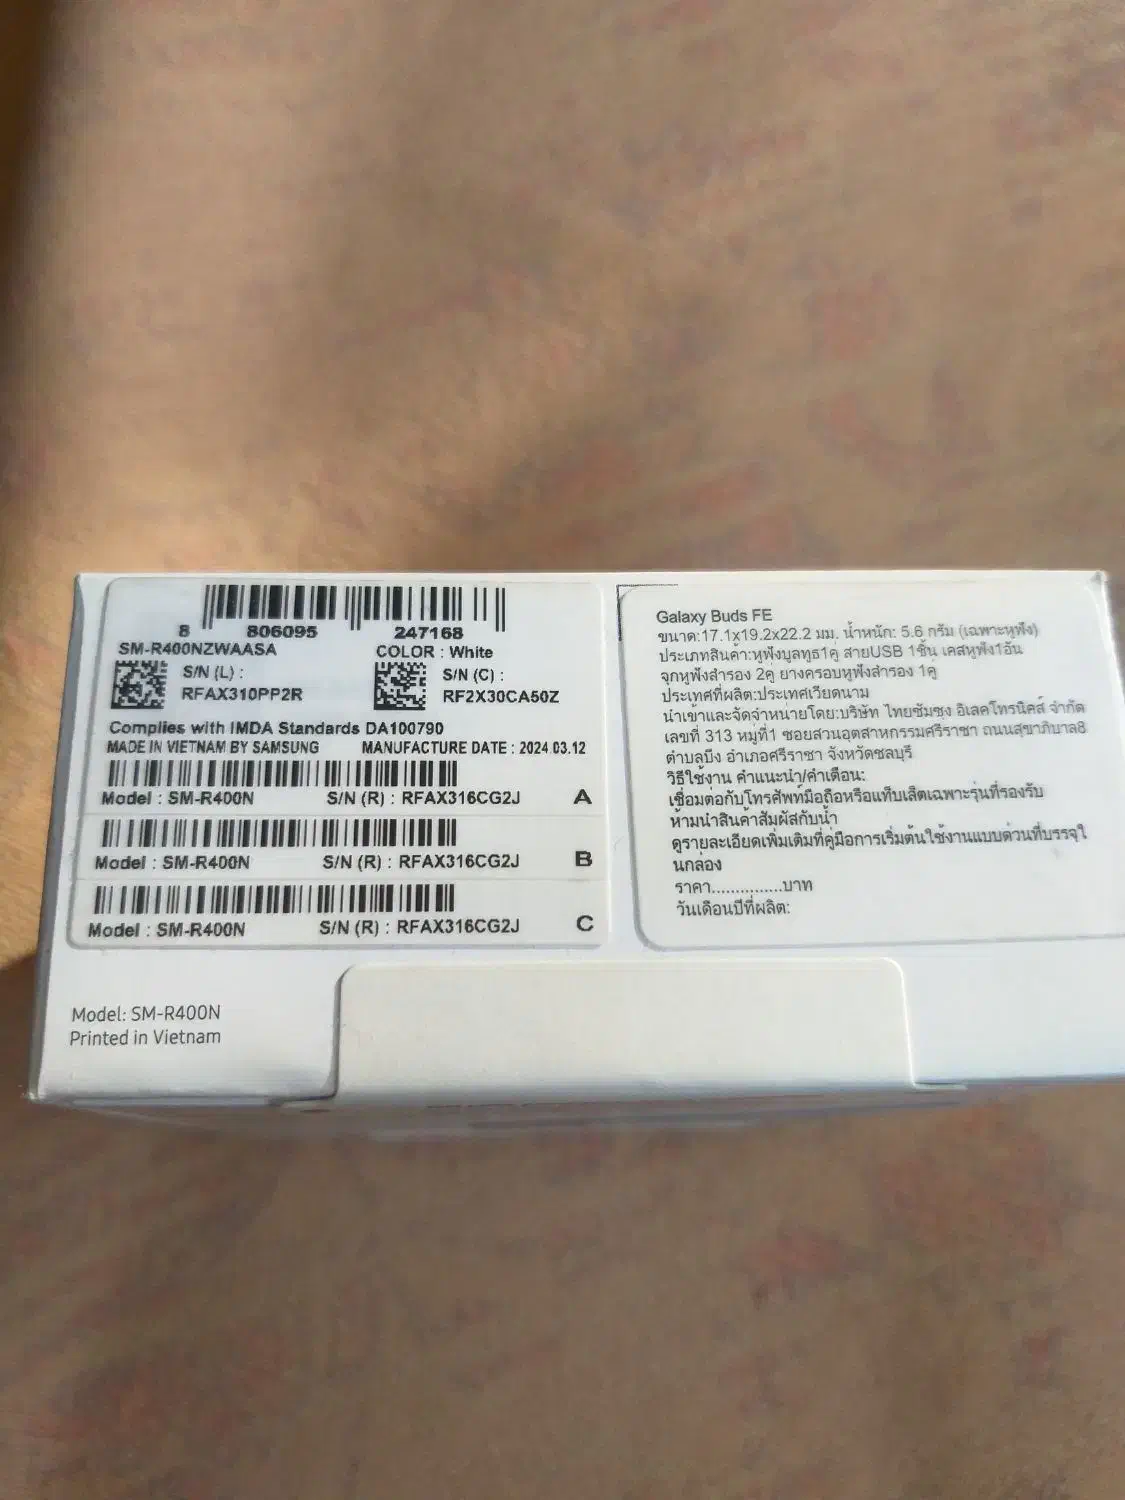 8 806095 247168
SM-R400NZWAASA
COLOR : White
S/N (L) :
RFAX310PP2R
S/N (C) :
RF2X30CA50Z
Complies with IMDA Standards DA100790
MADE IN VIETNAM BY SAMSUNG MANUFACTURE DATE : 2024.03.12
Model : SM-R400N S/N (R) : RFAX316CG2J A
Model : SM-R400N S/N (R) : RFAX316CG2J B
Model : SM-R400N S/N (R) : RFAX316CG2J C
Model: SM-R400N
Printed in Vietnam
Galaxy Buds FE
ขนาด:17.1x19.2x22.2 มม. น้ำหนัก: 5.6 กรัม (เฉพาะหูฟัง)
ประเภทสินค้า:หูฟังบูลทูธ1คู่ สายUSB 1ชิ้น เคสหูฟัง1อัน
จุกหูฟังสำรอง 2คู่ ยางครอบหูฟังสำรอง 1คู่
ประเทศที่ผลิต:ประเทศเวียดนาม
นำเข้าและจัดจำหน่ายโดย:บริษัท ไทยซัมซุง อิเลคโทรนิคส์ จำกัด
เลขที่ 313 หมู่ที่1 ซอยสวนอุตสาหกรรมศรีราชา ถนนสุขาภิบาล8
ตำบลบึง อำเภอศรีราชา จังหวัดชลบุรี
วิธีใช้งาน คำแนะนำ/คำเตือน:
เชื่อมต่อกับโทรศัพท์มือถือหรือแท็บเล็ตเฉพาะรุ่นที่รองรับ
ห้ามนำสินค้าสัมผัสกับน้ำ
ดูรายละเอียดเพิ่มเติมที่คู่มือการเริ่มต้นใช้งานแบบด่วนที่บรรจุใ
นกล่อง
ราคา...............บาท
วันเดือนปีที่ผลิต: